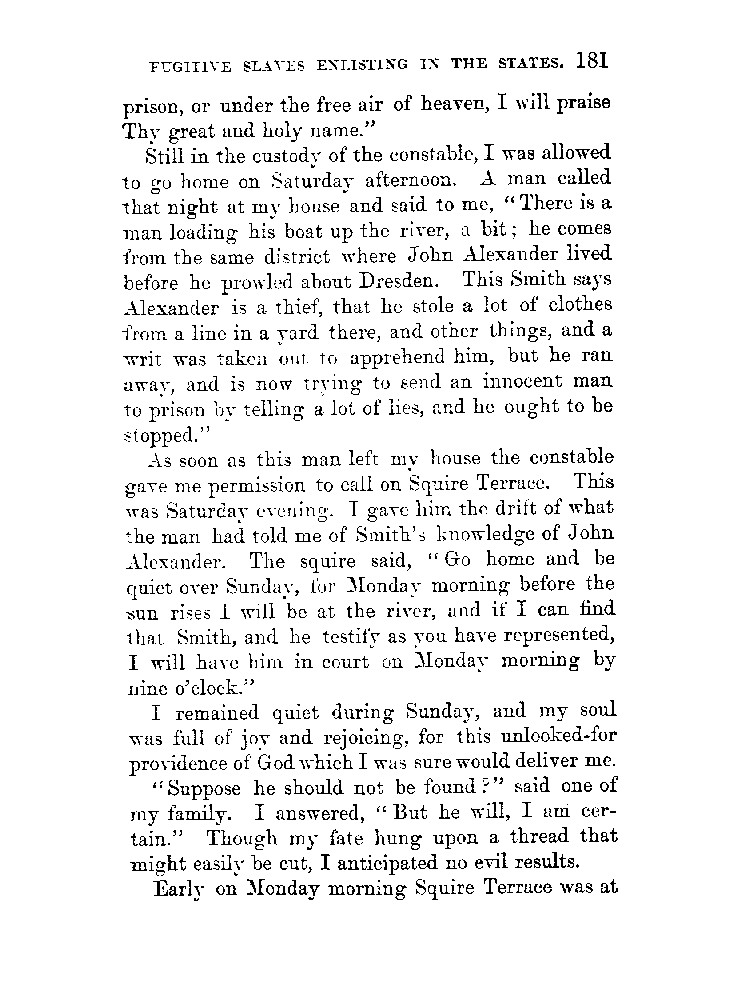 FUGITIVE SLAVES ENLISTING IN THE STATES. 181
prison, or under the free air of heaven, I will praise
Thy great and holy name."
Still in the custody of the constable, I was allowed
to go home on Saturday afternoon. A man called
that night at my house and said to me, "There is a
man loading his boat up the river, a bit; he comes
from the same district where John Alexander lived
before he prowled about Dresden. This Smith says
Alexander is a thief, that he stole a lot of clothes
from a line in a yard there, and other things, and a
writ was taken out to apprehend him, but he ran
away, and is now trying to send an innocent man
to prison by telling a lot of lies, and he ought to be
stopped."
As soon as this man left my house the constable
gave me permission to call on Squire Terrace. This
was Saturday evening. I gave him the drift of what
the man had told me of Smith's knowledge of John
Alexander. The squire said, "Go home and be
quiet over Sunday, for Monday morning before the
sun rises I will be at the river, and if I can find
that Smith, and he testify as you have represented,
I will have him in court on Monday morning by
nine o'clock."
I remained quiet during Sunday, and my soul
was full of joy and rejoicing, for this unlooked-for
providence of God which I was sure would deliver me.
"Suppose he should not be found?" said one of
my family. I answered, "But he will, I am cer-
tain." Though my fate hung upon a thread that
might easily be cut, I anticipated no evil results.
Early on Monday morning Squire Terrace was at